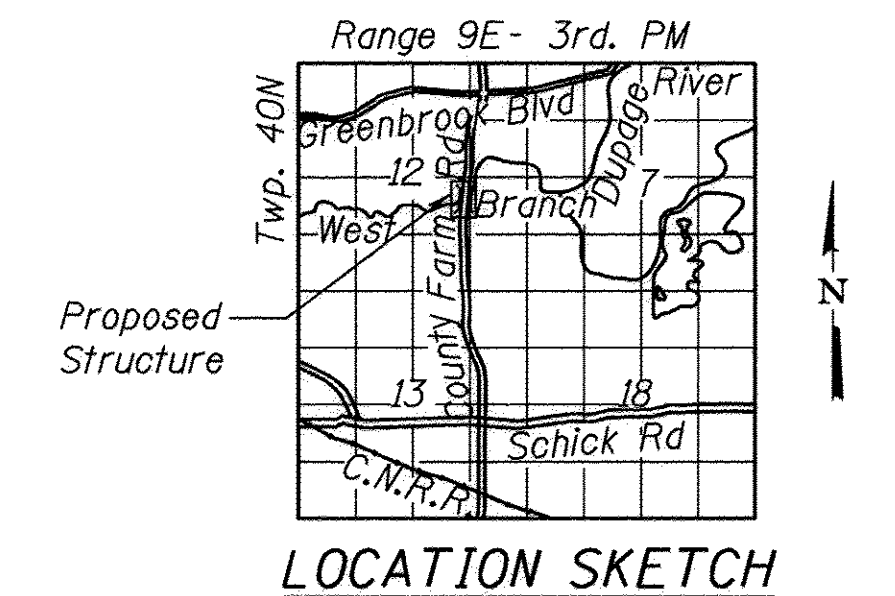 Range 9E- 3rd. PM
Twp. 40N
River
Greenbrook Blvd
Dupage
12
7
West
Branch
County Farm Rd
Proposed
Structure
N
13
18
Schick Rd
C.N.R.R.
LOCATION SKETCH